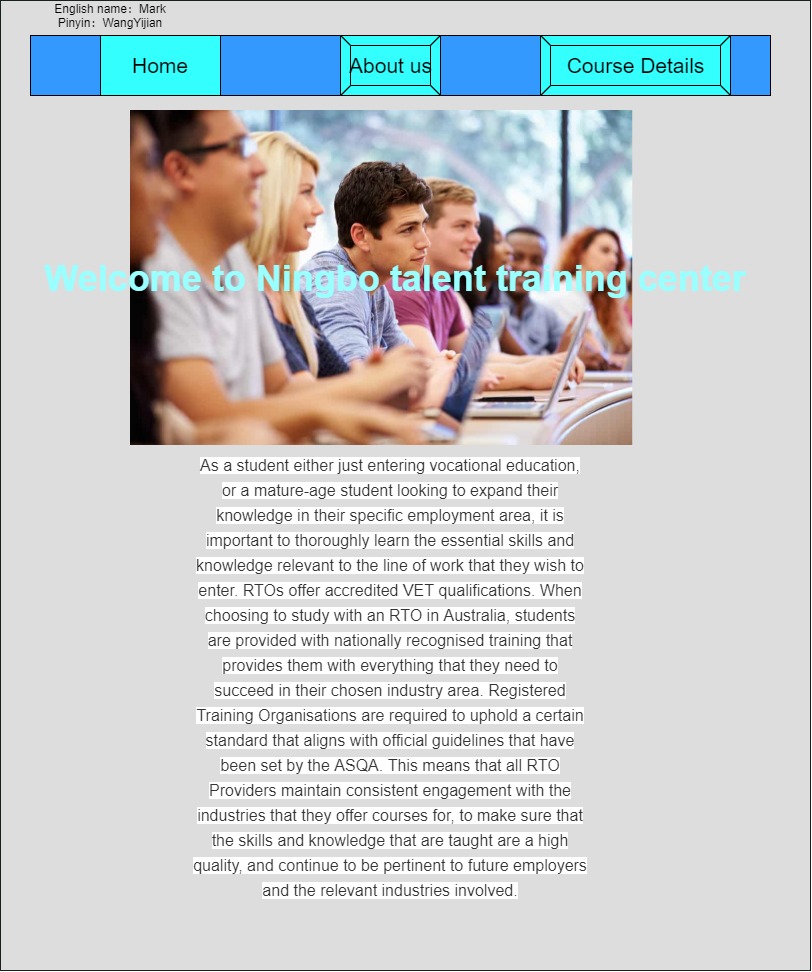 English name：Mark
Pinyin：WangYijian
Home
About us
Course Details
Welcome to Ningbo talent training center
As a student either just entering vocational education,
or a mature-age student looking to expand their
knowledge in their specific employment area, it is
important to thoroughly learn the essential skills and
knowledge relevant to the line of work that they wish to
enter. RTOs offer accredited VET qualifications. When
choosing to study with an RTO in Australia, students
are provided with nationally recognised training that
provides them with everything that they need to
succeed in their chosen industry area. Registered
Training Organisations are required to uphold a certain
standard that aligns with official guidelines that have
been set by the ASQA. This means that all RTO
Providers maintain consistent engagement with the
industries that they offer courses for, to make sure that
the skills and knowledge that are taught are a high
quality, and continue to be pertinent to future employers
and the relevant industries involved.